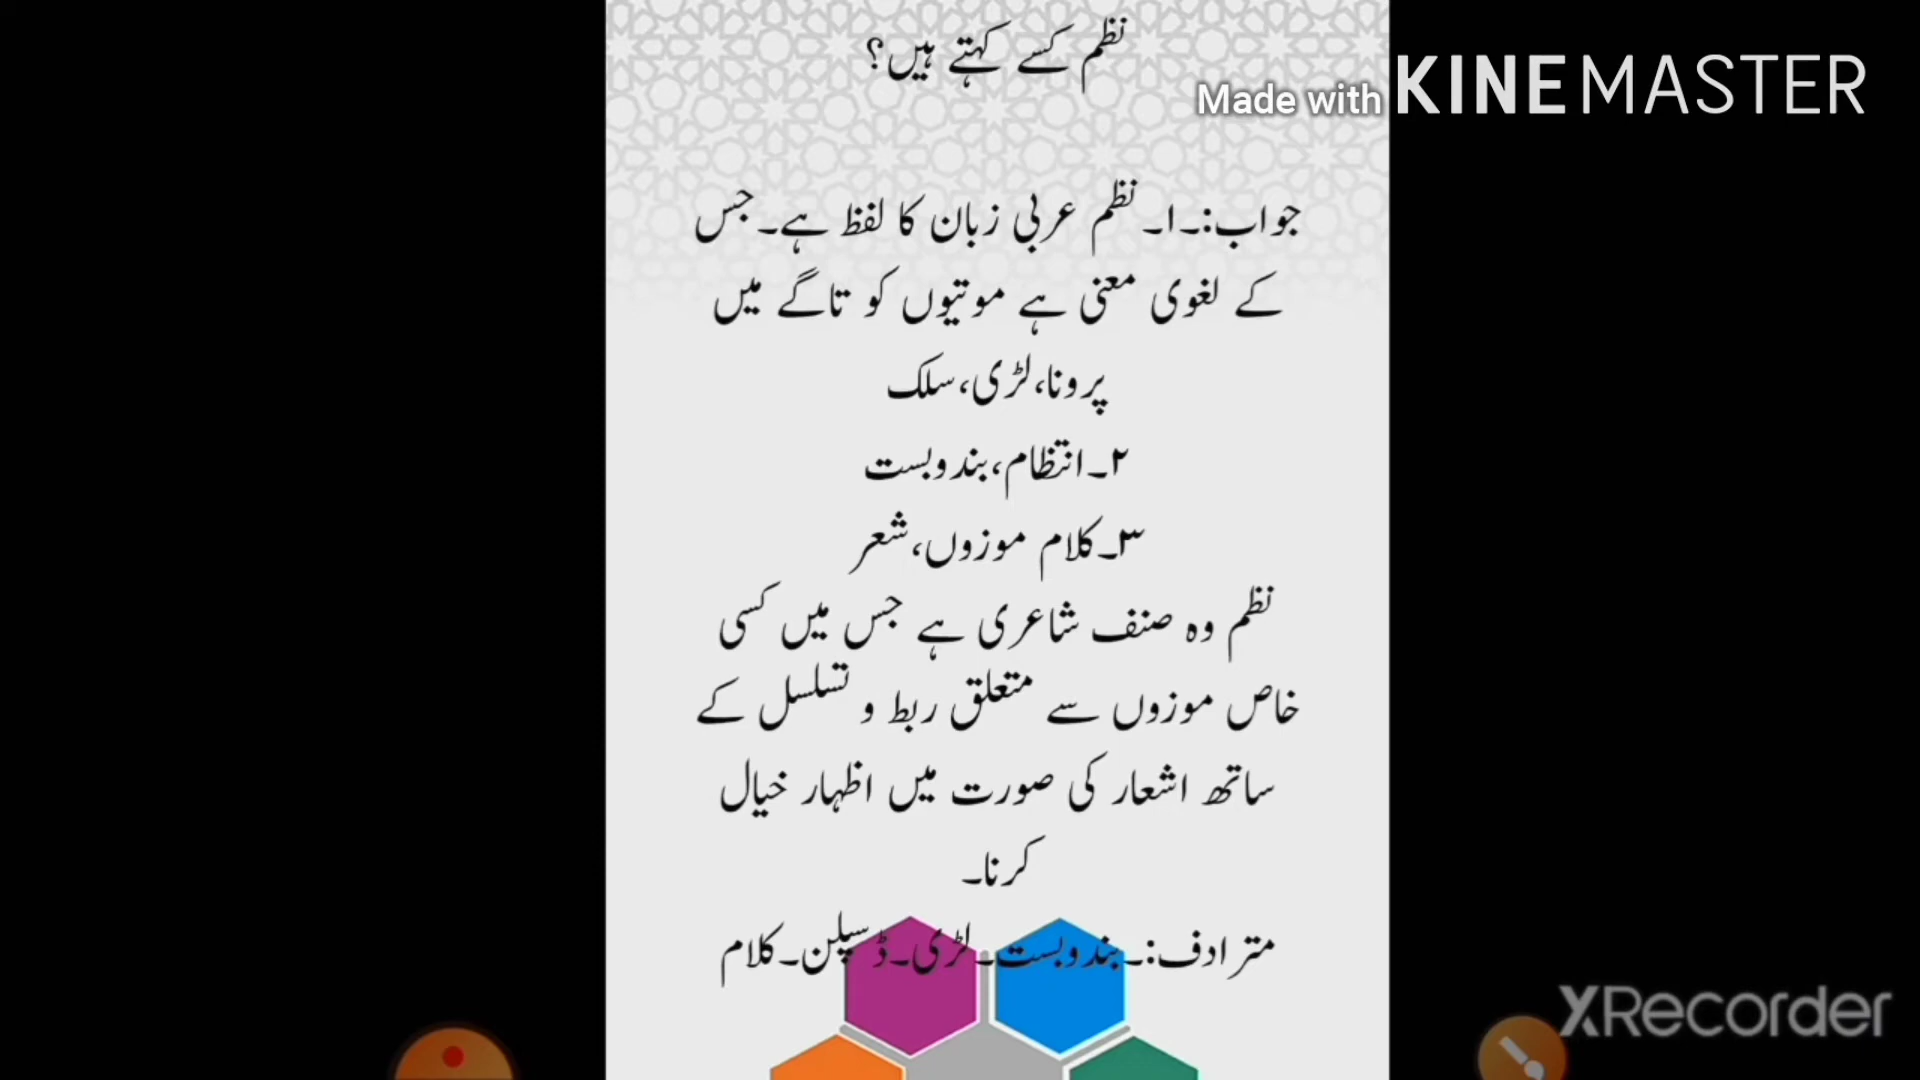 نظم کسے کہتے ہیں؟
Made with KINEMASTER
جواب:۔۱۔نظم عربی زبان کا لفظ ہے۔جس
کے لغوی معنی ہے موتیوں کو تاگے میں
پرونا،لڑی،سلک
۲۔انتظام،بندوبست
۳۔کلام موزوں،شعر
نظم وہ صنف شاعری ہے جس میں کسی
خاص موزوں سے متعلق ربط و تسلسل کے
ساتھ اشعار کی صورت میں اظہار خیال
کرنا۔
مترادف:۔بندوبست۔لڑی۔ڈسپلن۔کلام
XRecorder